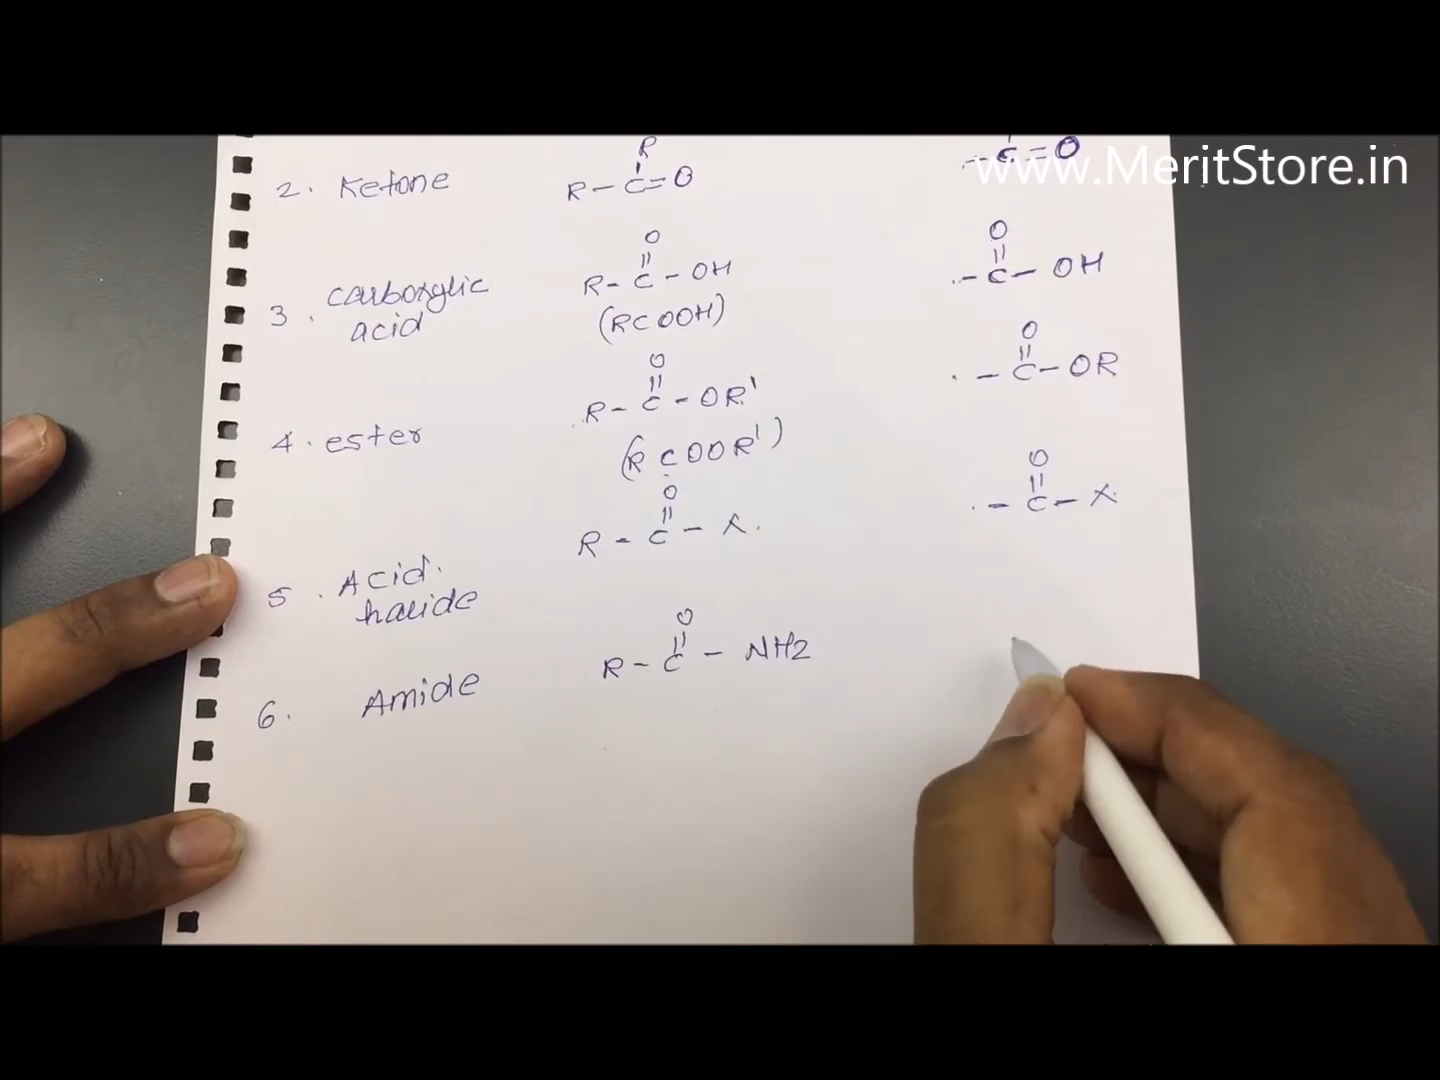 www.MeritStore.in
R
2. Ketone R-C=O -C=O
O O
||  ||
3. carboxylic R-C-OH -C-OH
acid (RCOOH)
O O
||  ||
4. ester R-C-OR' -C-OR
(RCOOR')
O O
||  ||
5. Acid R-C-X. -C-X
halide
O
||
6. Amide R-C-NH2